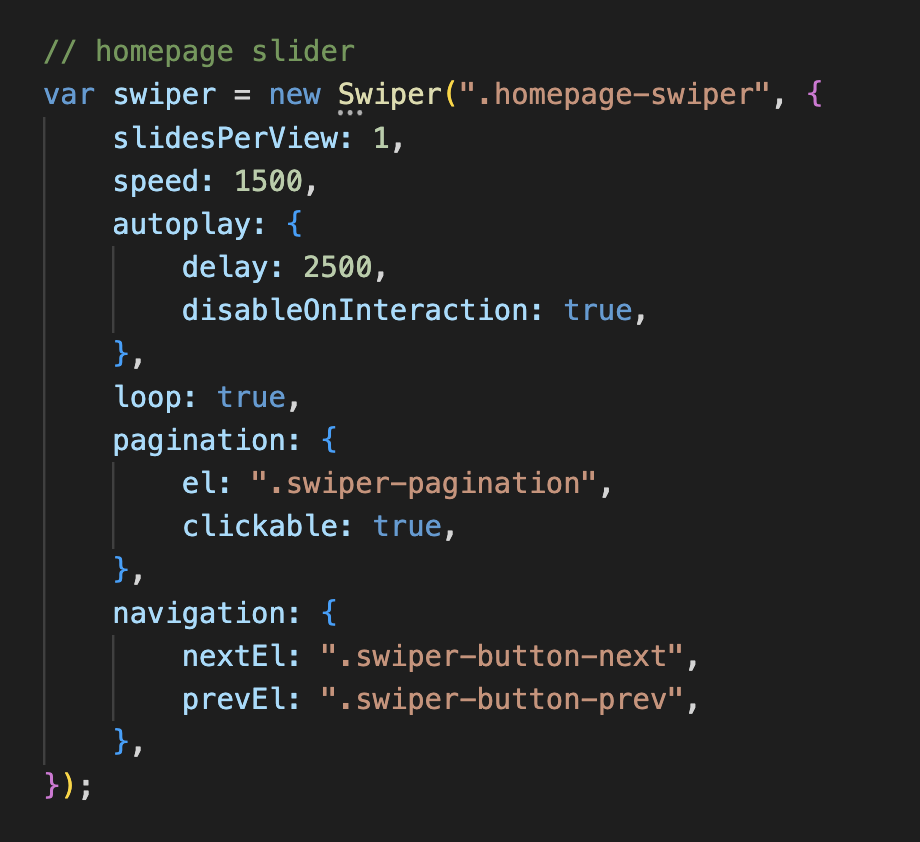 // homepage slider
var swiper = new Swiper(".homepage-swiper", {
    slidesPerView: 1,
    speed: 1500,
    autoplay: {
        delay: 2500,
        disableOnInteraction: true,
    },
    loop: true,
    pagination: {
        el: ".swiper-pagination",
        clickable: true,
    },
    navigation: {
        nextEl: ".swiper-button-next",
        prevEl: ".swiper-button-prev",
    },
});